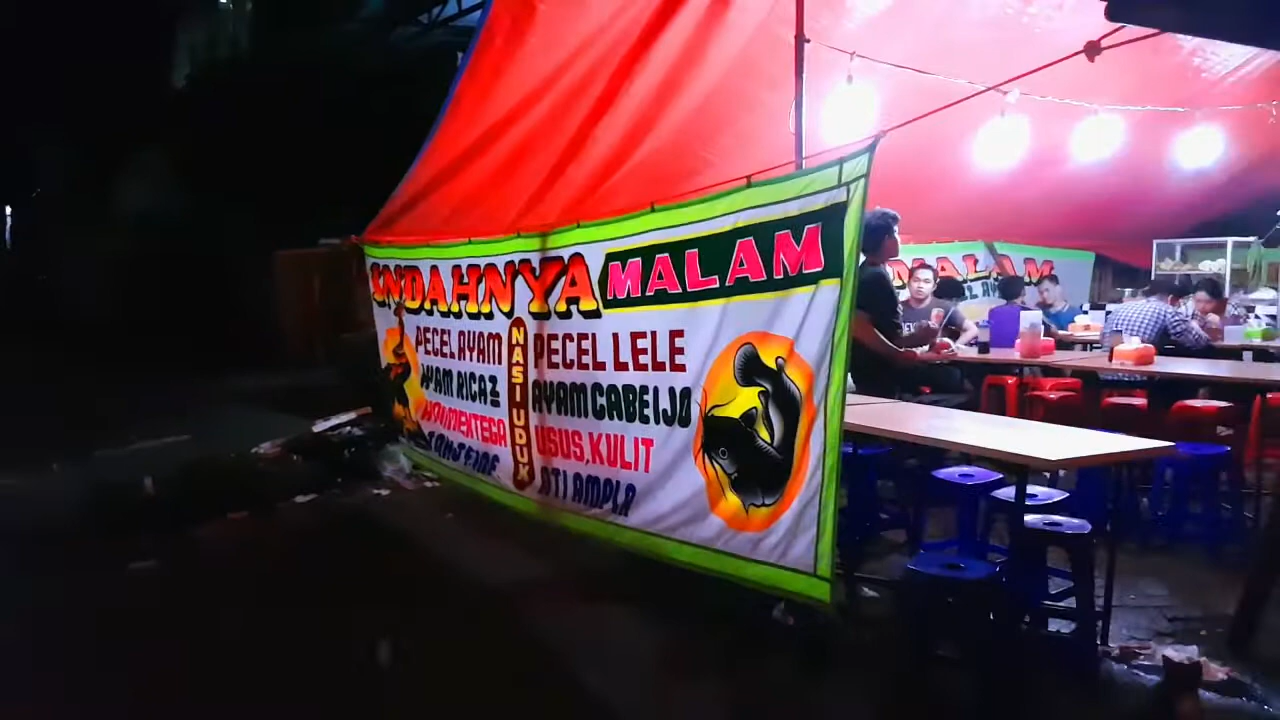 INDAHNYA MALAM
PECEL AYAM
AYAM RICA2
NASI UDUK
PECEL LELE
AYAM CABE IJO
USUS, KULIT
ATI AMPLA
MALAM